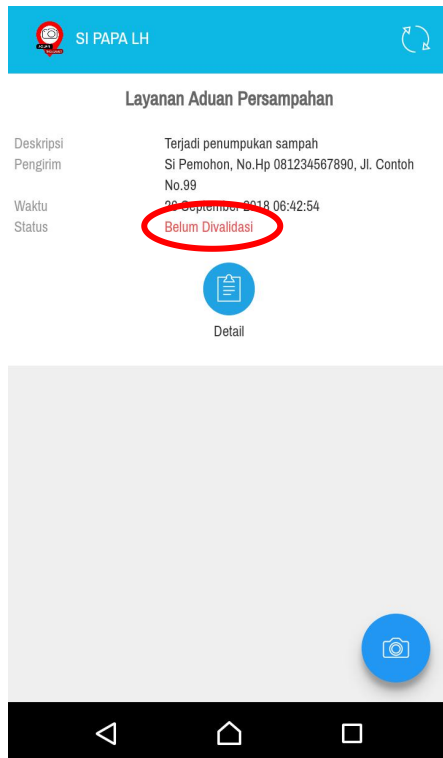 SI PAPA LH
Layanan Aduan Persampahan
Deskripsi Terjadi penumpukan sampah
Pengirim Si Pemohon, No.Hp 081234567890, Jl. Contoh
No.99
Waktu September 2018 06:42:54
Status Belum Divalidasi
Detail